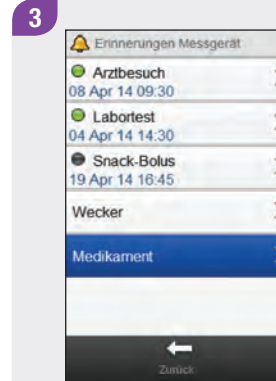 3
Erinnerungen Messgerät
Arztbesuch
08 Apr 14 09:30
Labortest
04 Apr 14 14:30
Snack-Bolus
19 Apr 14 16:45
Wecker
Medikament
Zurück